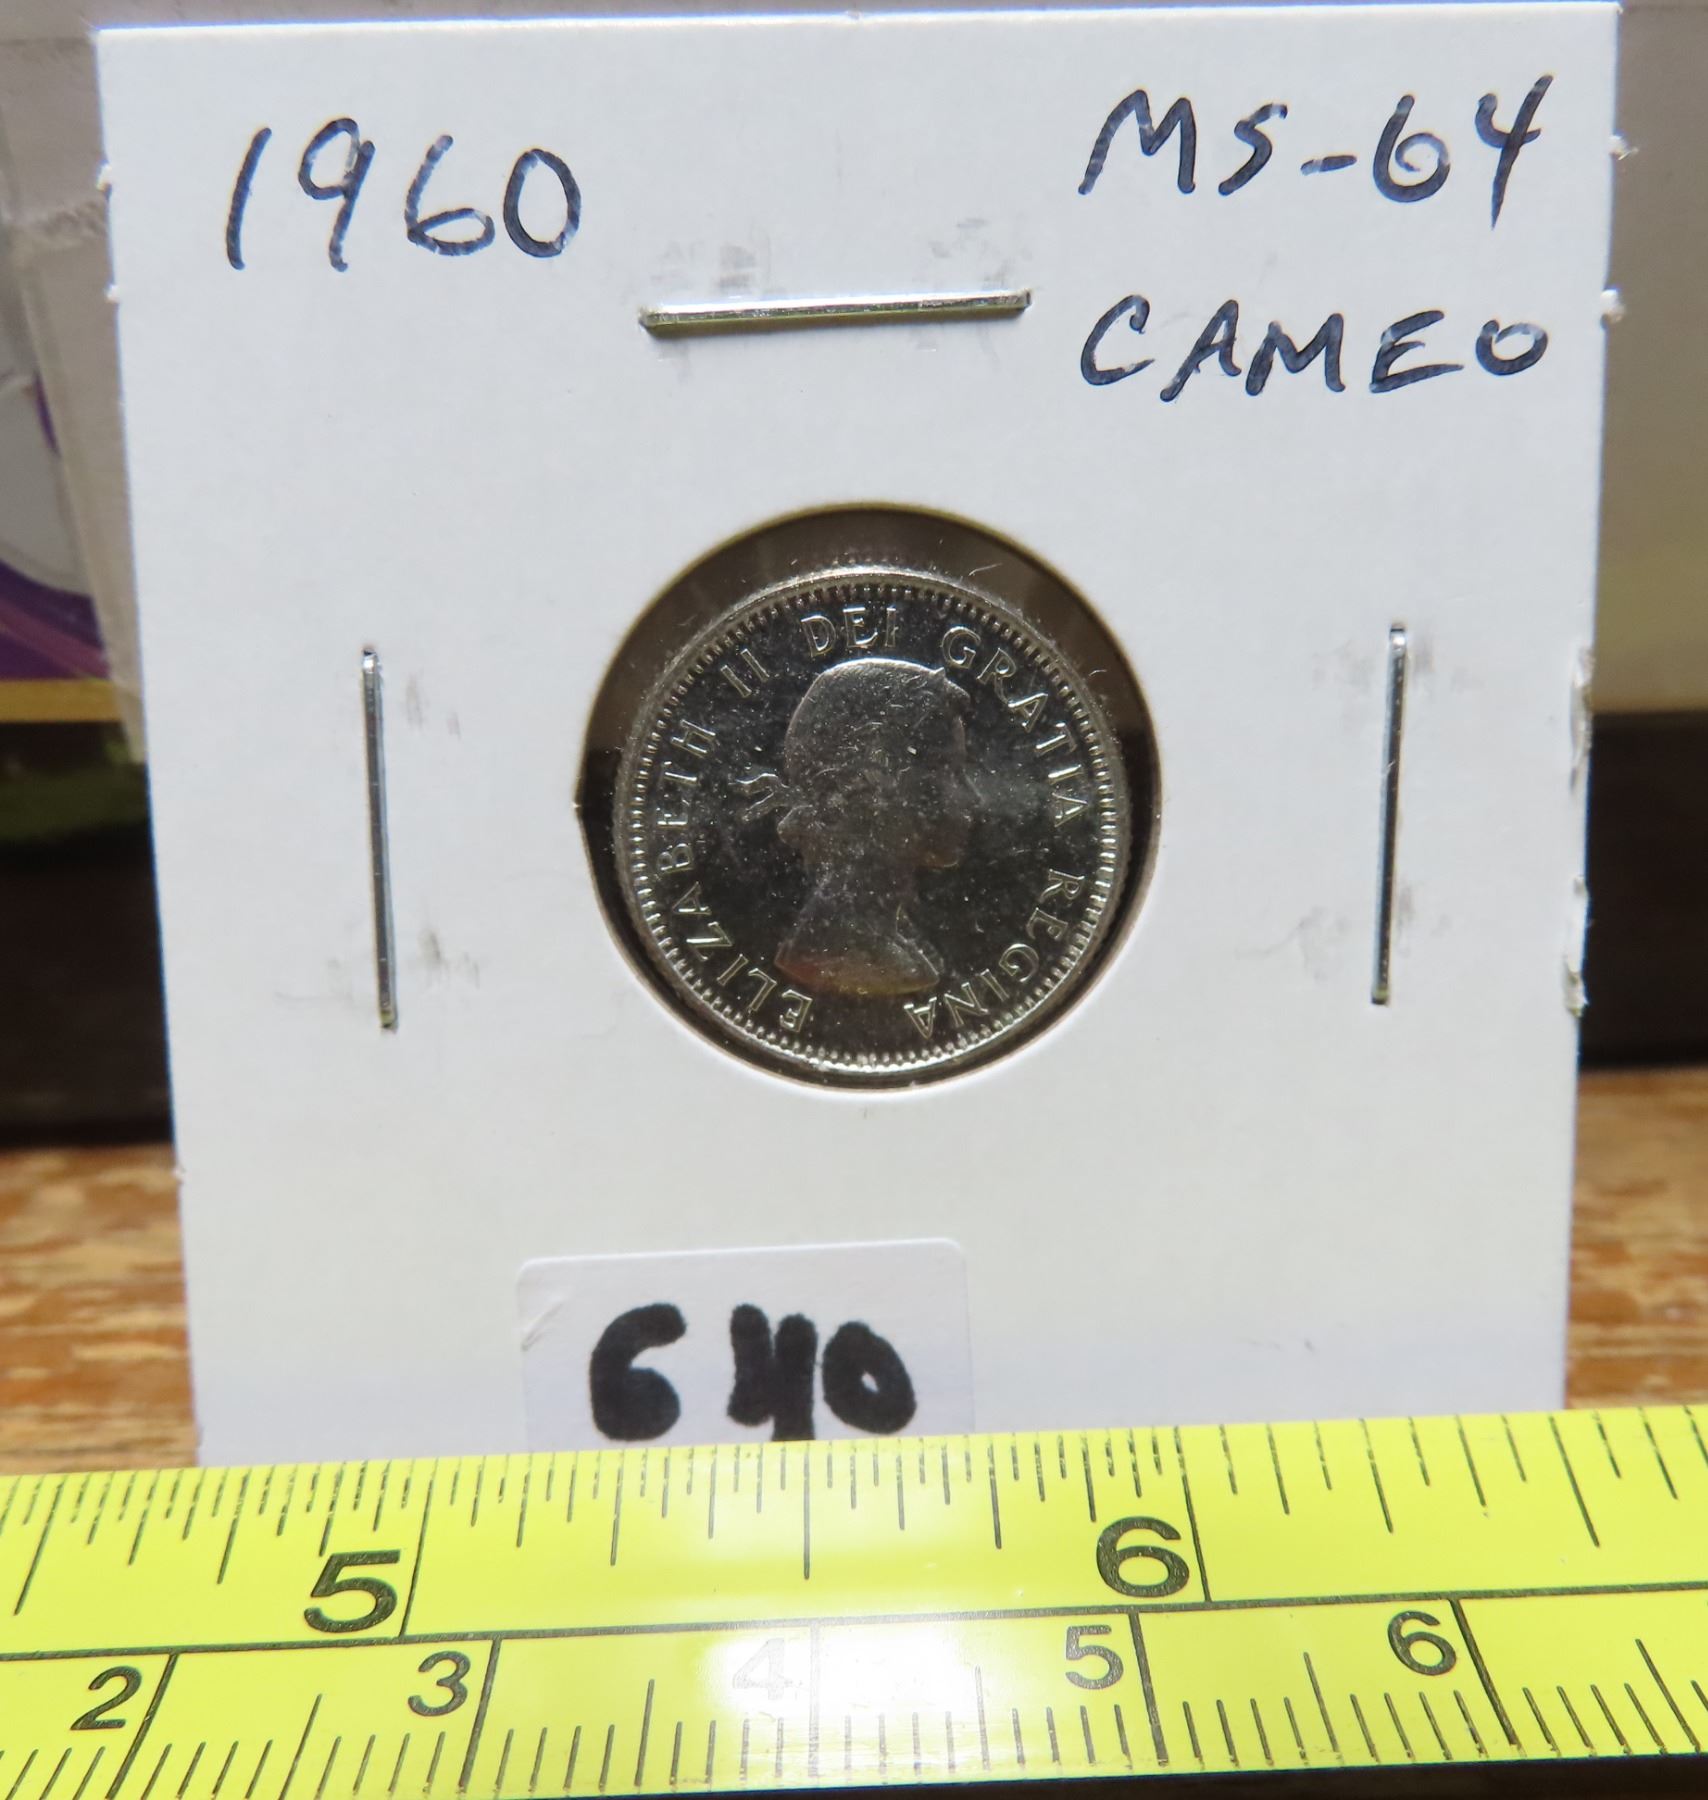 1960
MS-64
CAMEO
ELIZABETH II DEI GRATIA REGINA
640
5 6
2 3 4 5 6